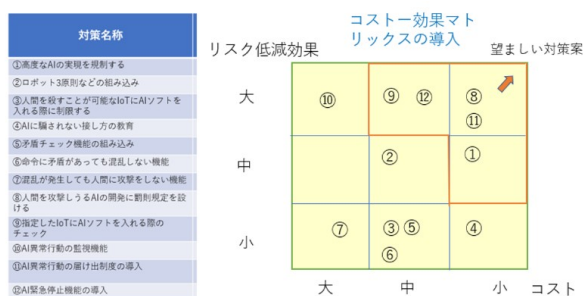 対策名称
①高度なAIの実現を規制する
②ロボット3原則などの組み込み
③人間を殺すことが可能なIoTにAIソフトを
入れる際に制限する
④AIに騙されない接し方の教育
⑤矛盾チェック機能の組み込み
⑥命令に矛盾があっても混乱しない機能
⑦混乱が発生しても人間に攻撃をしない機能
⑧人間を攻撃しうるAIの開発に罰則規定を設
ける
⑨指定したIoTにAIソフトを入れる際の
チェック
⑩AI異常行動の監視機能
⑪AI異常行動の届け出制度の導入
⑫AI緊急停止機能の導入
コストー効果マト
リックスの導入
リスク低減効果
望ましい対策案
大
⑩
⑨ ⑫
⑧
⑪
中
②
①
小
⑦
③⑤
⑥
④
大
中
小
コスト